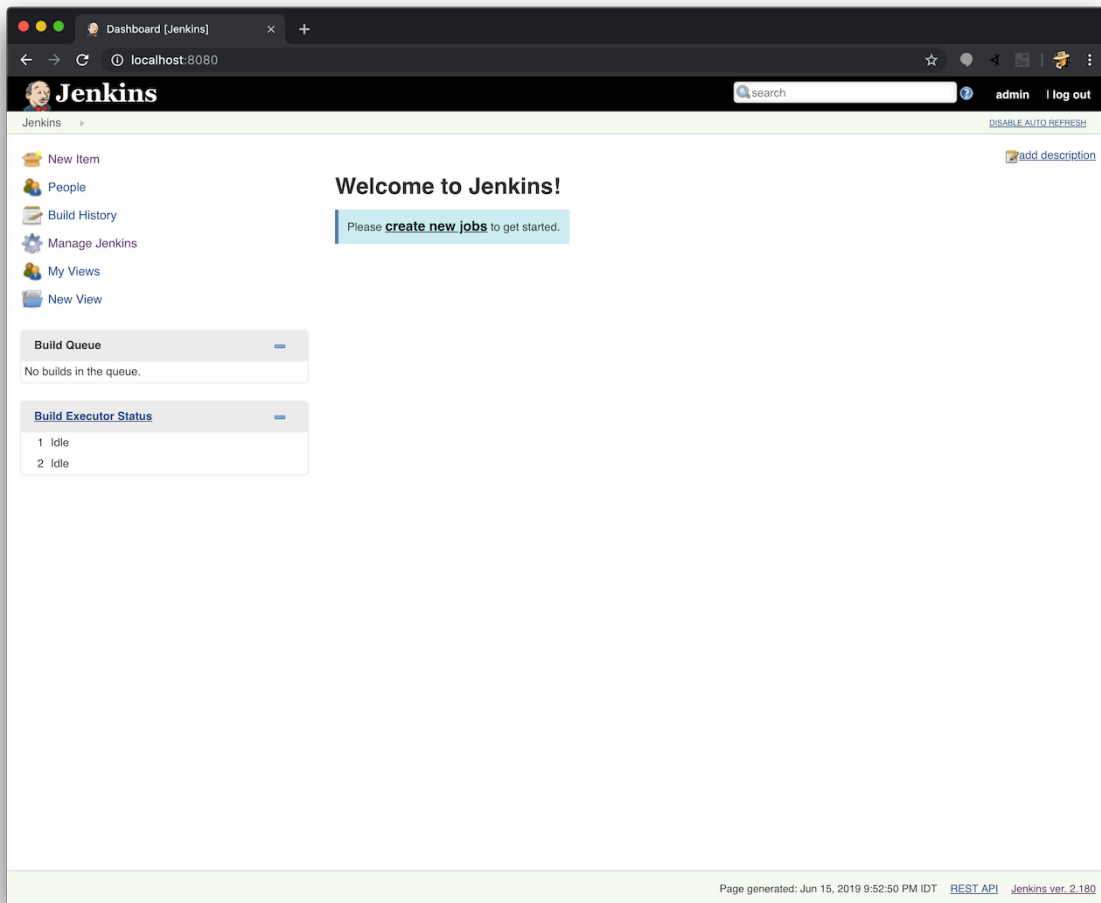 Dashboard [Jenkins]
localhost:8080
Jenkins
search
admin
log out
Jenkins
DISABLE AUTO REFRESH
New Item
People
Build History
Manage Jenkins
My Views
New View
add description
Welcome to Jenkins!
Please create new jobs to get started.
Build Queue
No builds in the queue.
Build Executor Status
1 Idle
2 Idle
Page generated: Jun 15, 2019 9:52:50 PM IDT REST API Jenkins ver. 2.180